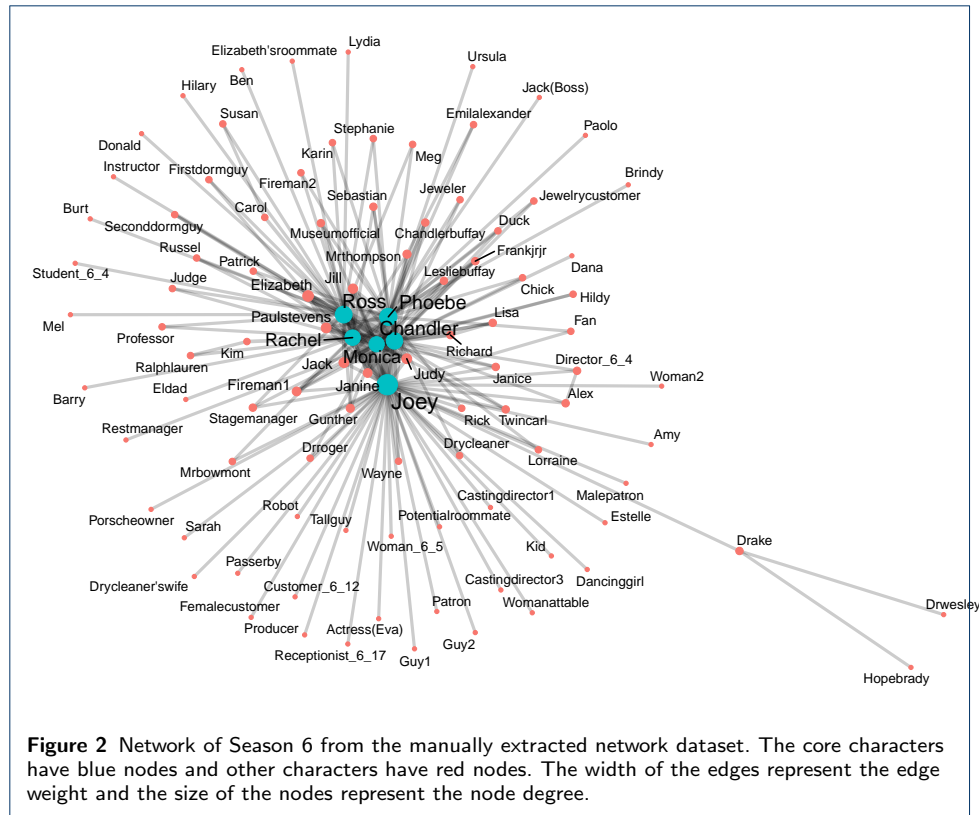 Lydia
Elizabeth'sroommate
Ursula
Ben
Hilary
Jack(Boss)
Susan
Emilalexander
Stephanie
Paolo
Donald
Karin
Meg
Instructor
Firstdormguy
Fireman2
Brindy
Sebastian
Jeweler
Jewelrycustomer
Burt
Carol
Seconddormguy
Duck
Museumofficial
Chandlerbuffay
Russel
Frankjrjr
Mrthompson
Patrick
Dana
Student_6_4
Lesliebuffay
Judge
Jill
Elizabeth
Chick
Hildy
Ross
Phoebe
Paulstevens
Lisa
Mel
Fan
Chandler
Professor
Rachel
Kim
Monica
Richard
Ralphlauren
Jack
Judy
Director_6_4
Janice
Woman2
Fireman1
Janine
Eldad
Barry
Alex
Joey
Stagemanager
Gunther
Rick
Twincarl
Restmanager
Amy
Drroger
Drycleaner
Lorraine
Mrbowmont
Wayne
Malepatron
Castingdirector1
Porscheowner
Robot
Estelle
Potentialroommate
Tallguy
Sarah
Drake
Woman_6_5
Kid
Passerby
Drycleaner'swife
Customer_6_12
Castingdirector3
Dancinggirl
Patron
Womanattable
Femalecustomer
Drwesley
Producer
Actress(Eva)
Guy2
Receptionist_6_17
Guy1
Hopebrady
Figure 2 Network of Season 6 from the manually extracted network dataset. The core characters
have blue nodes and other characters have red nodes. The width of the edges represent the edge
weight and the size of the nodes represent the node degree.